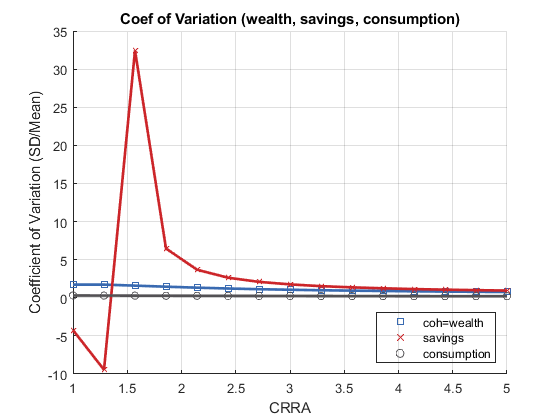 Coef of Variation (wealth, savings, consumption)
35
30
25
20
15
10
5
0
-5
-10
Coefficient of Variation (SD/Mean)
coh=wealth
savings
consumption
1 1.5 2 2.5 3 3.5 4 4.5 5
CRRA